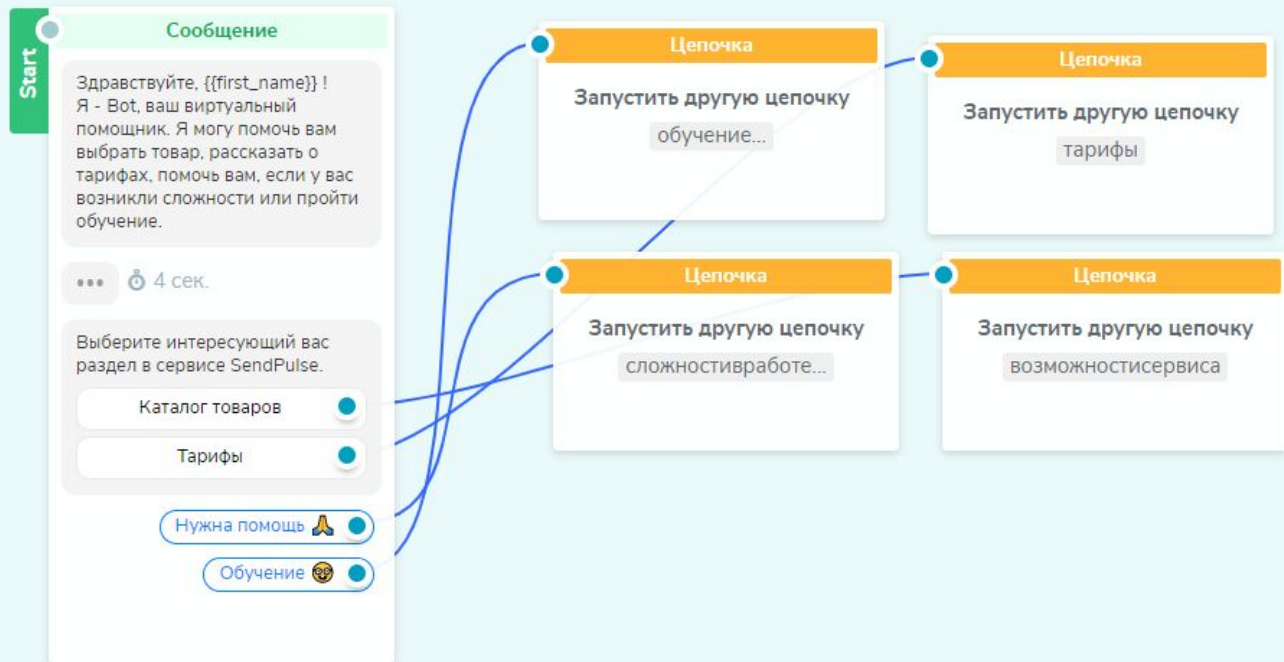 Start
Сообщение
Здравствуйте, {{first_name}} !
Я - Bot, ваш виртуальный
помощник. Я могу помочь вам
выбрать товар, рассказать о
тарифах, помочь вам, если у вас
возникли сложности или пройти
обучение.
4 сек.
Выберите интересующий вас
раздел в сервисе SendPulse.
Каталог товаров
Тарифы
Нужна помощь 🙏
Обучение 🤓
Цепочка
Запустить другую цепочку
обучение...
Цепочка
Запустить другую цепочку
тарифы
Цепочка
Запустить другую цепочку
сложностивработе...
Цепочка
Запустить другую цепочку
возможностисервиса